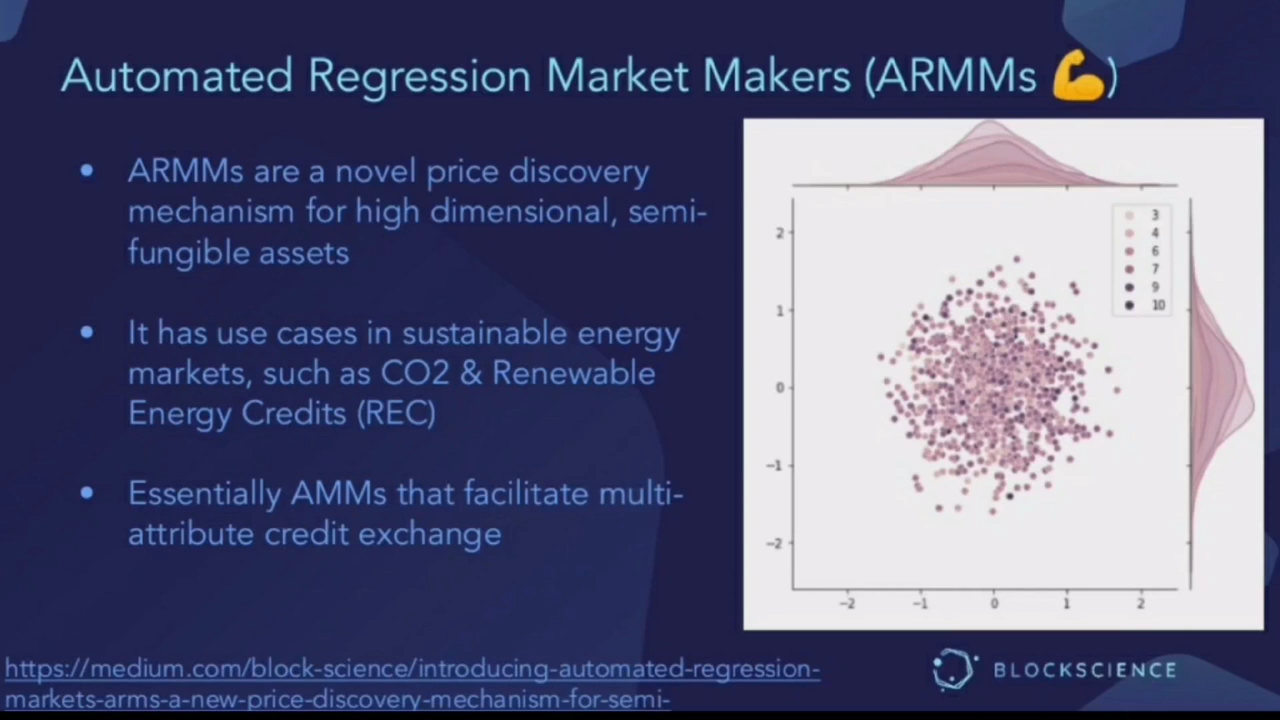 Automated Regression Market Makers (ARMMs 💪)
• ARMMs are a novel price discovery
mechanism for high dimensional, semi-
fungible assets
• It has use cases in sustainable energy
markets, such as CO2 & Renewable
Energy Credits (REC)
• Essentially AMMs that facilitate multi-
attribute credit exchange
3
4
6
7
9
10
2
1
0
−1
−2
−2 −1 0 1 2
https://medium.com/block-science/introducing-automated-regression-
markets-arms-a-new-price-discovery-mechanism-for-semi-
BLOCKSCIENCE